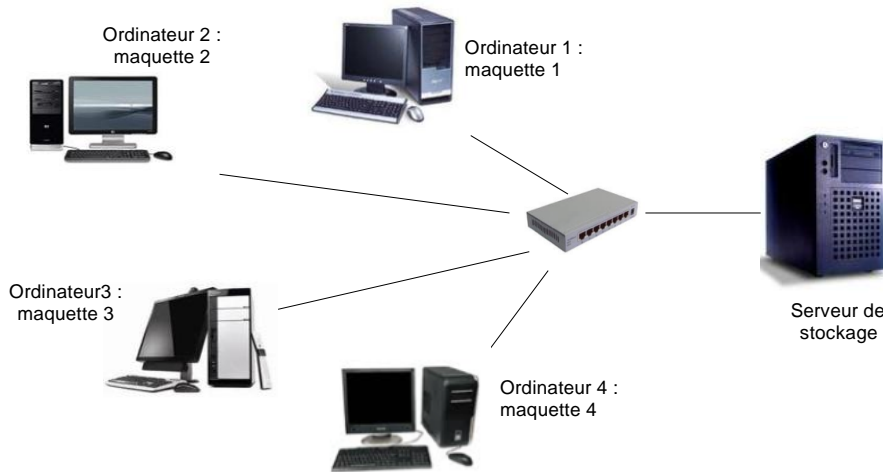 Ordinateur 2 :
maquette 2
Ordinateur 1 :
maquette 1
Ordinateur3 :
maquette 3
Serveur de
stockage
Ordinateur 4 :
maquette 4